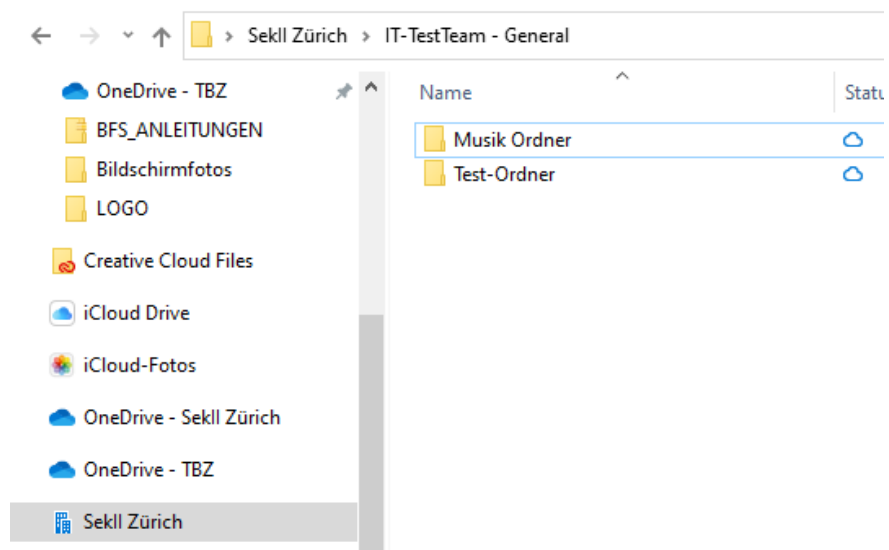 SekII Zürich > IT-TestTeam - General
OneDrive - TBZ
BFS_ANLEITUNGEN
Bildschirmfotos
LOGO
Creative Cloud Files
iCloud Drive
iCloud-Fotos
OneDrive - SekII Zürich
OneDrive - TBZ
SekII Zürich
Name
Statu
Musik Ordner
Test-Ordner